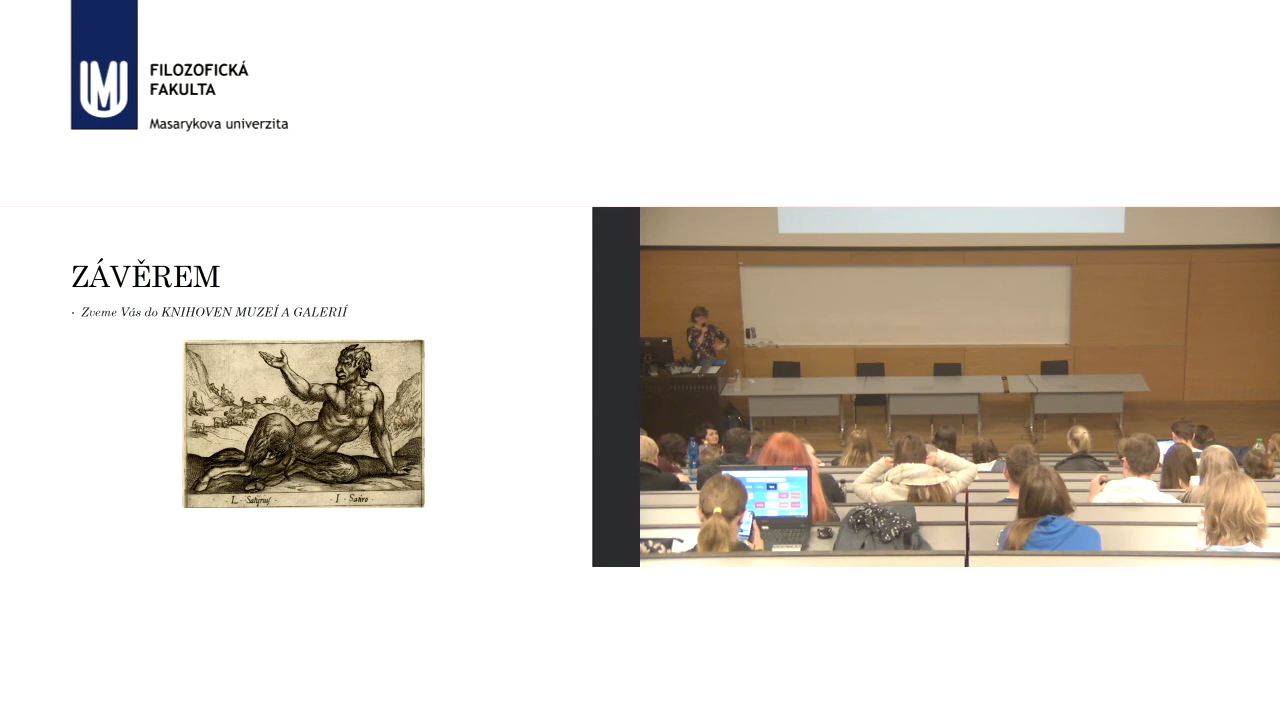 FILOZOFICKÁ
FAKULTA
Masarykova univerzita
ZÁVĚREM
· Zveme Vás do KNIHOVEN MUZEÍ A GALERIÍ
L. Satyrus I. Satiro